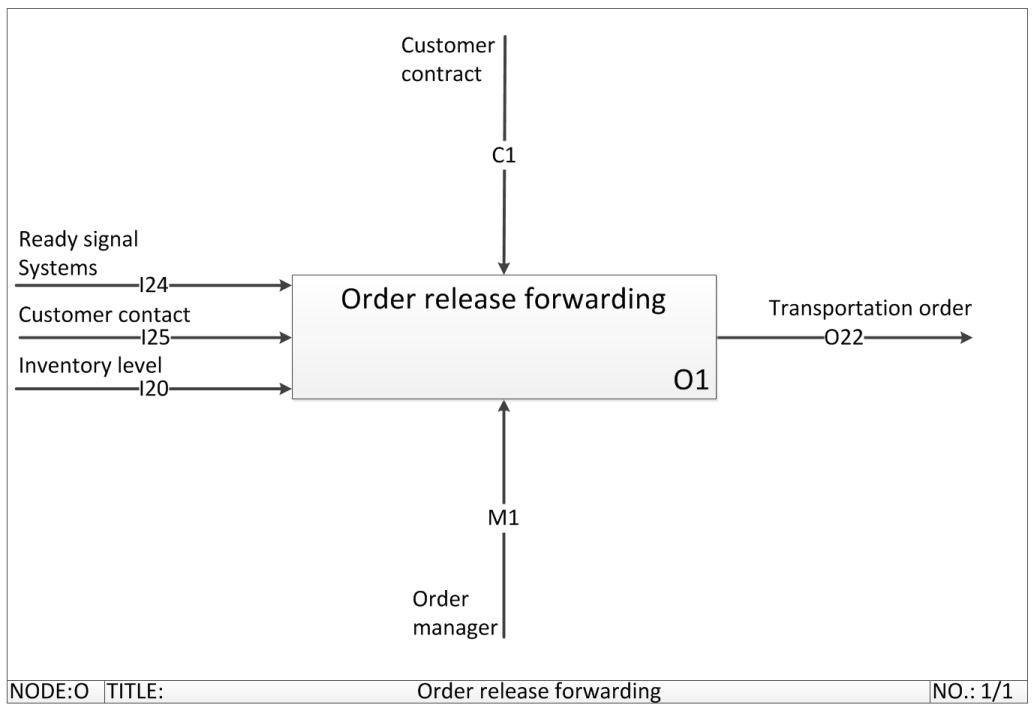 Customer
contract
C1
Ready signal
Systems
I24
Customer contact
I25
Inventory level
I20
Order release forwarding
O1
Transportation order
O22
M1
Order
manager
NODE:O TITLE: Order release forwarding NO.: 1/1